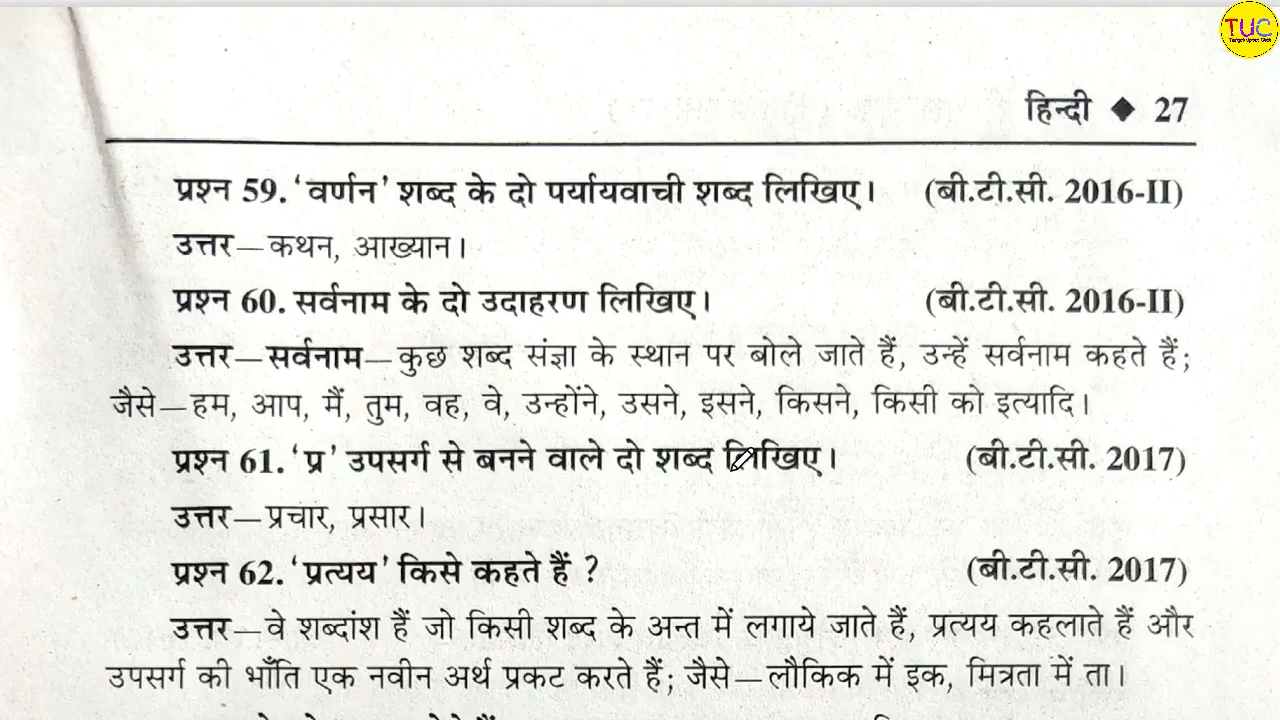 TUC
Target Upset Clock
हिन्दी ◆ 27
प्रश्न 59. ‘वर्णन’ शब्द के दो पर्यायवाची शब्द लिखिए। (बी.टी.सी. 2016-II)
उत्तर—कथन, आख्यान।
प्रश्न 60. सर्वनाम के दो उदाहरण लिखिए। (बी.टी.सी. 2016-II)
उत्तर—सर्वनाम—कुछ शब्द संज्ञा के स्थान पर बोले जाते हैं, उन्हें सर्वनाम कहते हैं;
जैसे—हम, आप, मैं, तुम, वह, वे, उन्होंने, उसने, इसने, किसने, किसी को इत्यादि।
प्रश्न 61. ‘प्र’ उपसर्ग से बनने वाले दो शब्द लिखिए। (बी.टी.सी. 2017)
उत्तर—प्रचार, प्रसार।
प्रश्न 62. ‘प्रत्यय’ किसे कहते हैं ? (बी.टी.सी. 2017)
उत्तर—वे शब्दांश हैं जो किसी शब्द के अन्त में लगाये जाते हैं, प्रत्यय कहलाते हैं और
उपसर्ग की भाँति एक नवीन अर्थ प्रकट करते हैं; जैसे—लौकिक में इक, मित्रता में ता।